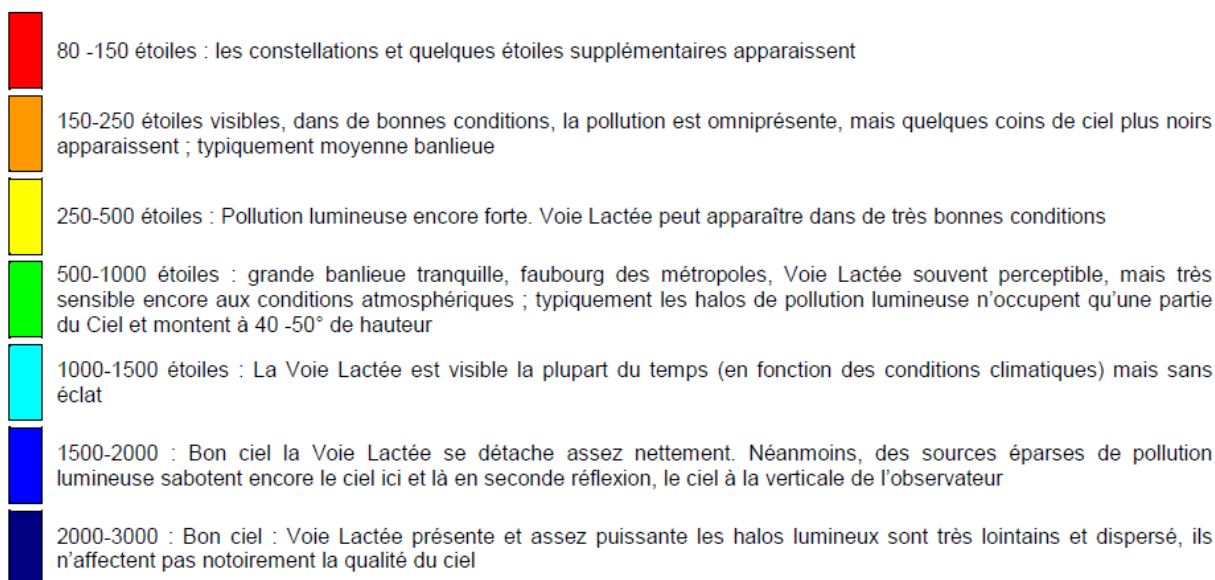 80 -150 étoiles : les constellations et quelques étoiles supplémentaires apparaissent
150-250 étoiles visibles, dans de bonnes conditions, la pollution est omniprésente, mais quelques coins de ciel plus noirs
apparaissent ; typiquement moyenne banlieue
250-500 étoiles : Pollution lumineuse encore forte. Voie Lactée peut apparaître dans de très bonnes conditions
500-1000 étoiles : grande banlieue tranquille, faubourg des métropoles, Voie Lactée souvent perceptible, mais très
sensible encore aux conditions atmosphériques ; typiquement les halos de pollution lumineuse n’occupent qu’une partie
du Ciel et montent à 40 -50° de hauteur
1000-1500 étoiles : La Voie Lactée est visible la plupart du temps (en fonction des conditions climatiques) mais sans
éclat
1500-2000 : Bon ciel la Voie Lactée se détache assez nettement. Néanmoins, des sources éparses de pollution
lumineuse sabotent encore le ciel ici et là en seconde réflexion, le ciel à la verticale de l’observateur
2000-3000 : Bon ciel : Voie Lactée présente et assez puissante les halos lumineux sont très lointains et dispersé, ils
n’affectent pas notoirement la qualité du ciel